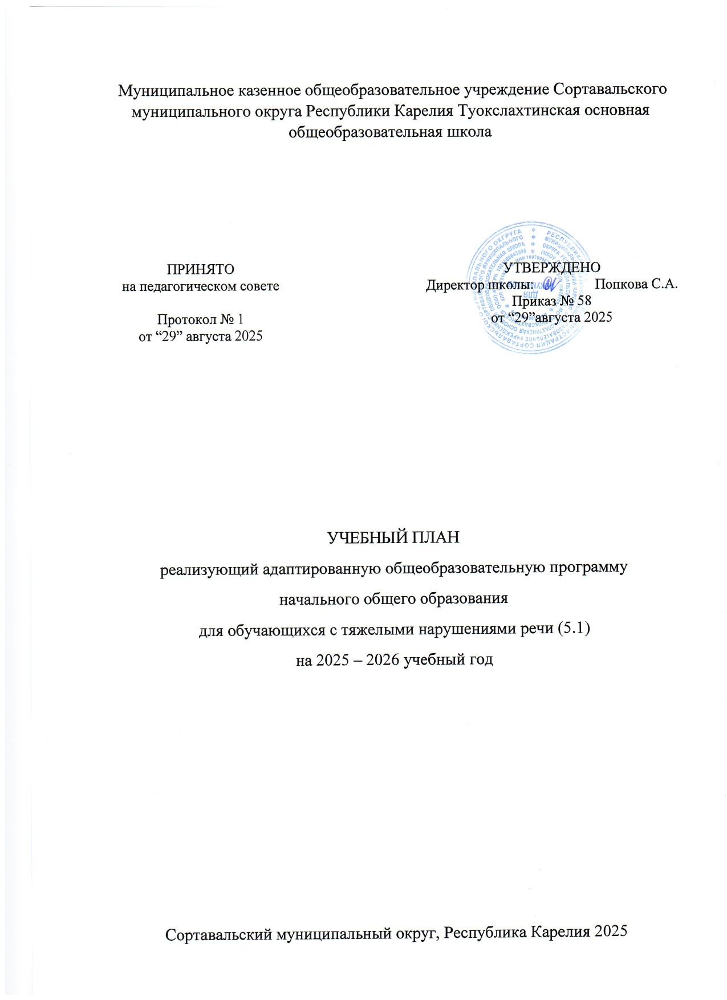 Муниципальное казенное общеобразовательное учреждение Сортавальского
муниципального округа Республики Карелия Туокслахтинская основная
общеобразовательная школа
ПРИНЯТО
на педагогическом совете
Протокол № 1
от “29” августа 2025
УТВЕРЖДЕНО
Директор школы: Попкова С.А.
Приказ № 58
от “29”августа 2025
УЧЕБНЫЙ ПЛАН
реализующий адаптированную общеобразовательную программу
начального общего образования
для обучающихся с тяжелыми нарушениями речи (5.1)
на 2025 – 2026 учебный год
Сортавальский муниципальный округ, Республика Карелия 2025